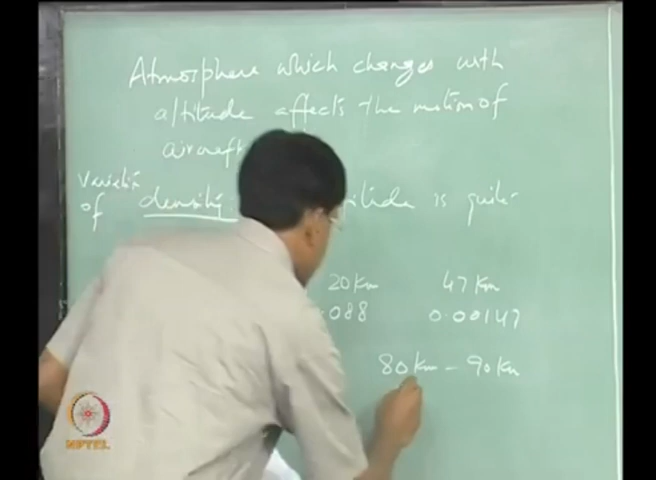 Atmosphere which changes with
altitude affects the motion of
aircraft
Variation
of density is quite
20 Km 47 Km
088 0.00147
80 Km - 90 Km
NPTEL